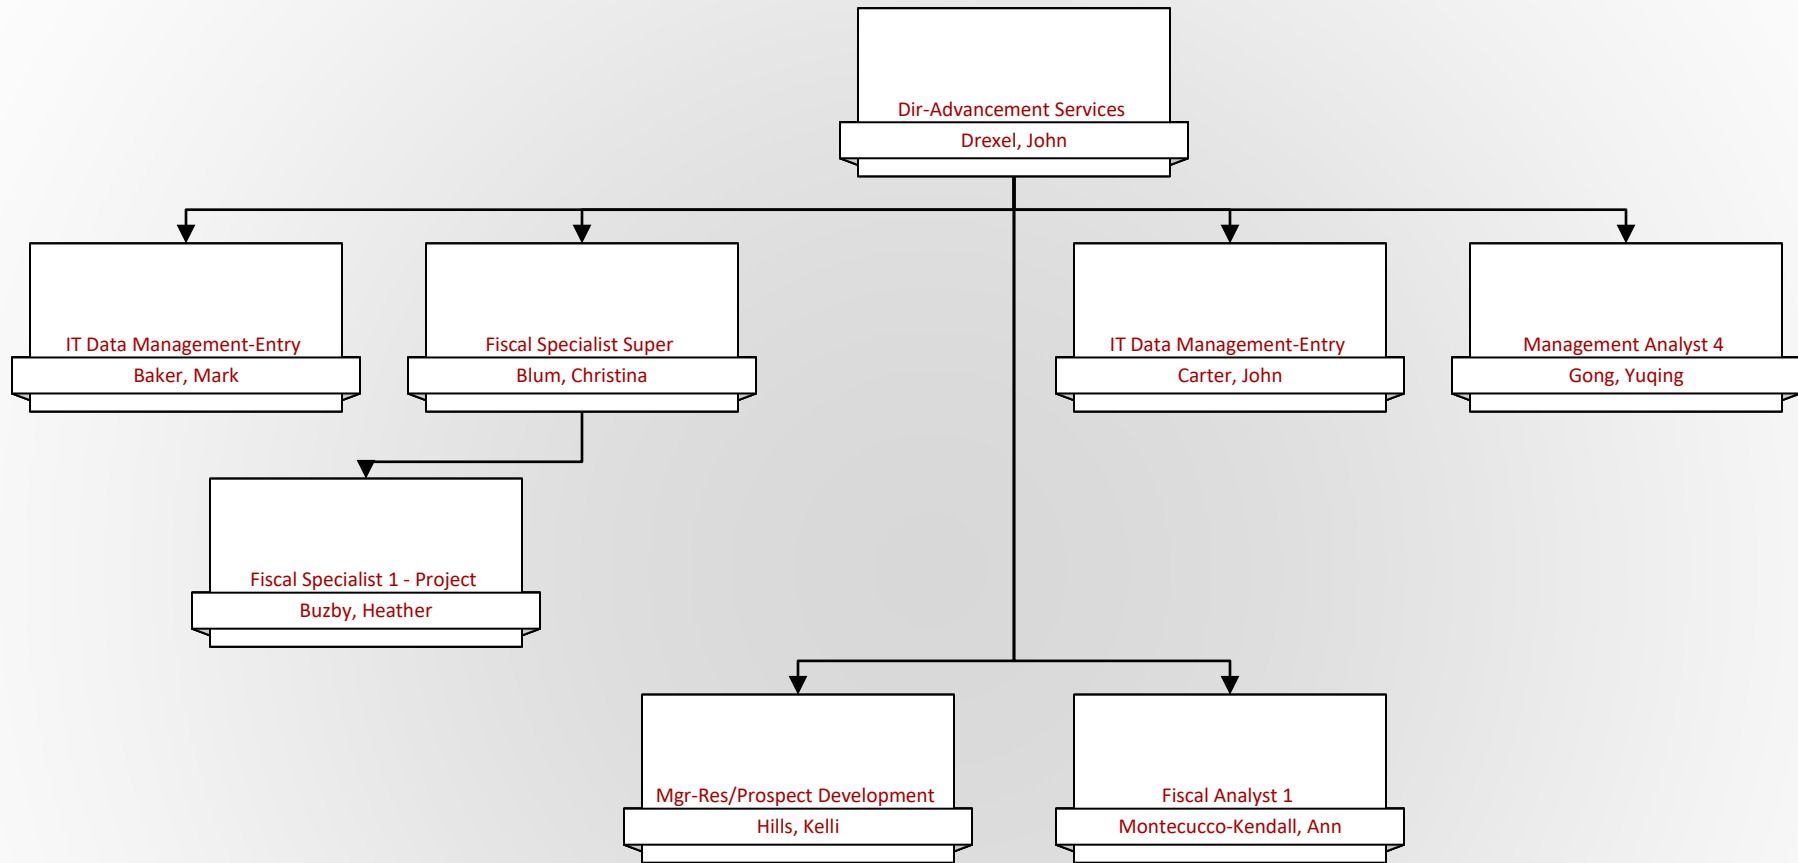 Dir-Advancement Services
Drexel, John
IT Data Management-Entry
Baker, Mark
Fiscal Specialist Super
Blum, Christina
IT Data Management-Entry
Carter, John
Management Analyst 4
Gong, Yuqing
Fiscal Specialist 1 - Project
Buzby, Heather
Mgr-Res/Prospect Development
Hills, Kelli
Fiscal Analyst 1
Montecucco-Kendall, Ann